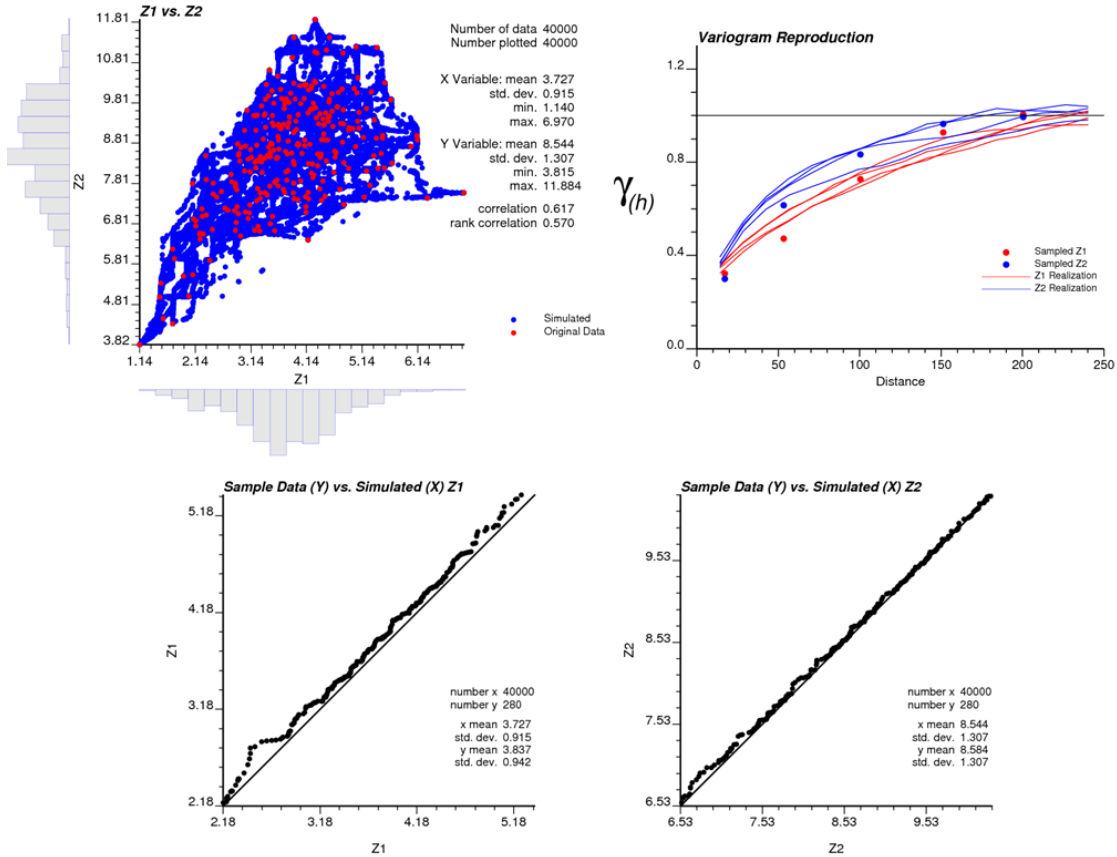 Z1 vs. Z2
11.81
10.81
9.81
8.81
7.81
6.81
5.81
4.81
3.82
Z2
1.14
2.14
3.14
4.14
5.14
6.14
Z1
Number of data 40000
Number plotted 40000
X Variable: mean 3.727
std. dev. 0.915
min. 1.140
max. 6.970
Y Variable: mean 8.544
std. dev. 1.307
min. 3.815
max. 11.884
correlation 0.617
rank correlation 0.570
Simulated
Original Data
Variogram Reproduction
1.2
0.8
0.4
0.0
γ(h)
0
50
100
150
200
250
Distance
Sampled Z1
Sampled Z2
Z1 Realization
Z2 Realization
Sample Data (Y) vs. Simulated (X) Z1
5.18
4.18
3.18
2.18
Z1
2.18
3.18
4.18
5.18
Z1
number x 40000
number y 280
x mean 3.727
std. dev. 0.915
y mean 3.837
std. dev. 0.942
Sample Data (Y) vs. Simulated (X) Z2
9.53
8.53
7.53
6.53
Z2
6.53
7.53
8.53
9.53
Z2
number x 40000
number y 280
x mean 8.544
std. dev. 1.307
y mean 8.584
std. dev. 1.307